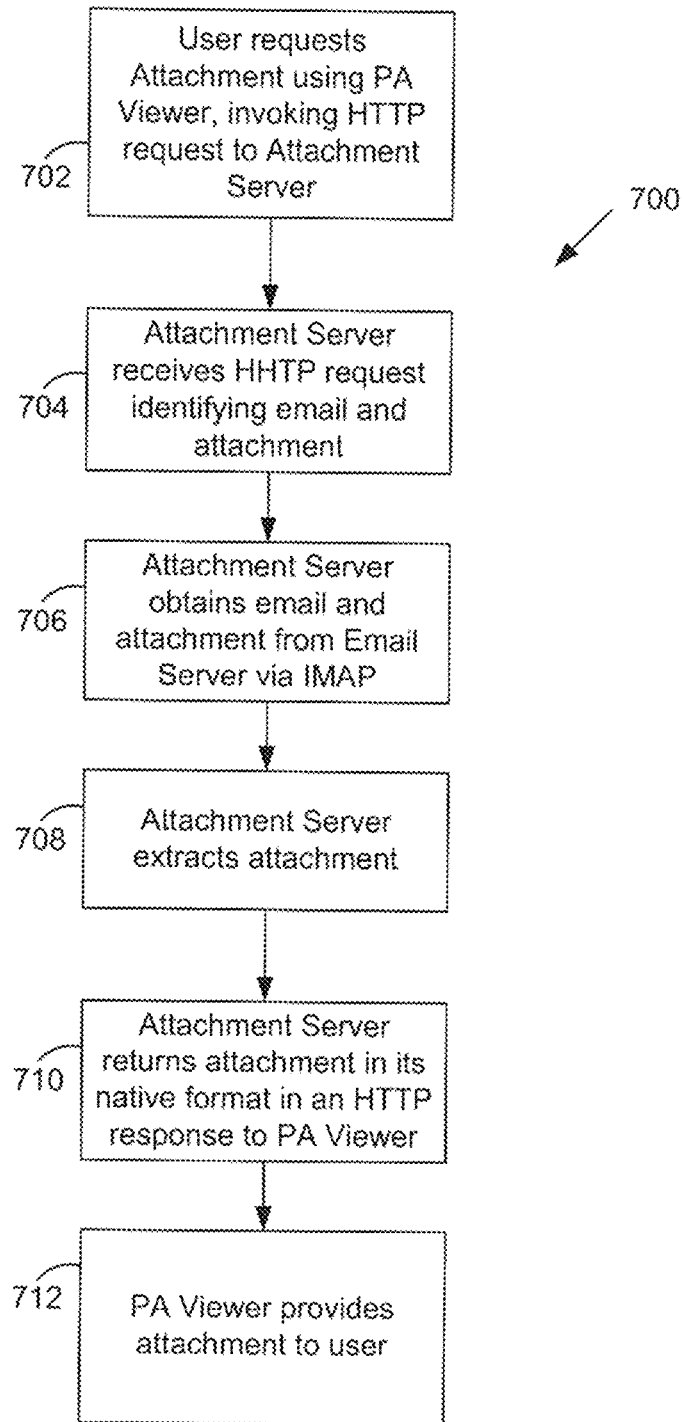 User requests
Attachment using PA
Viewer, invoking HTTP
request to Attachment
Server
702
700
Attachment Server
receives HHTP request
identifying email and
attachment
704
Attachment Server
obtains email and
attachment from Email
Server via IMAP
706
Attachment Server
extracts attachment
708
Attachment Server
returns attachment in its
native format in an HTTP
response to PA Viewer
710
PA Viewer provides
attachment to user
712